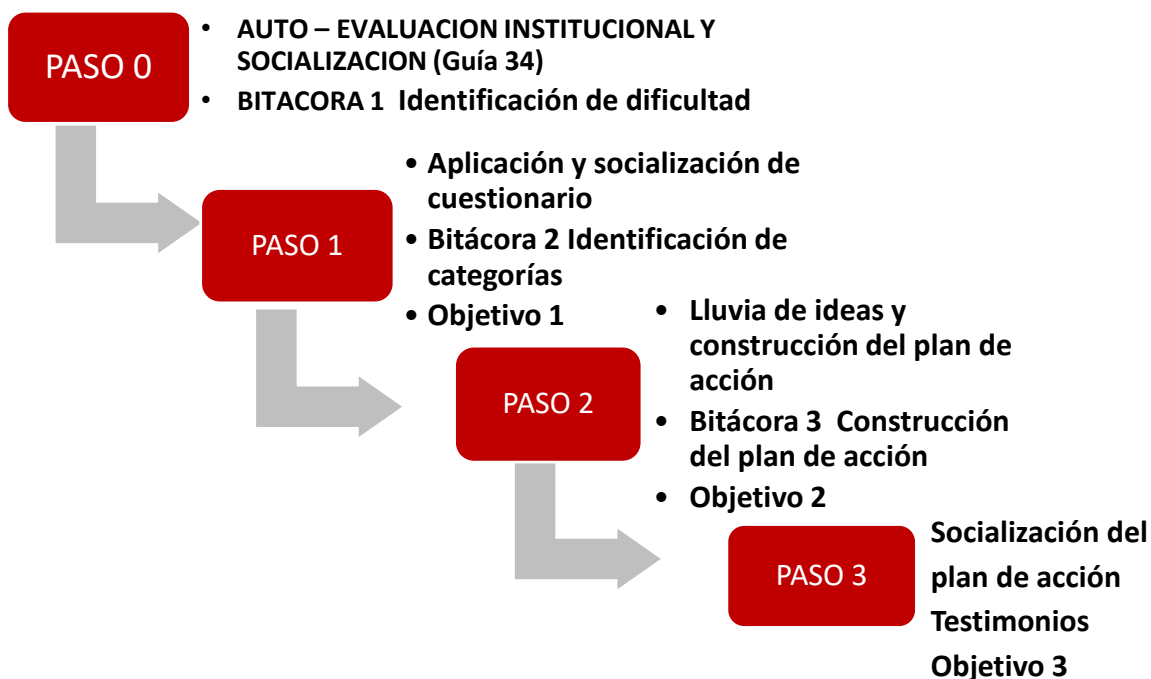 PASO 0
• AUTO – EVALUACION INSTITUCIONAL Y
SOCIALIZACION (Guía 34)
• BITACORA 1 Identificación de dificultad
PASO 1
• Aplicación y socialización de
cuestionario
• Bitácora 2 Identificación de
categorías
• Objetivo 1
PASO 2
• Lluvia de ideas y
construcción del plan de
acción
• Bitácora 3 Construcción
del plan de acción
• Objetivo 2
PASO 3
Socialización del
plan de acción
Testimonios
Objetivo 3